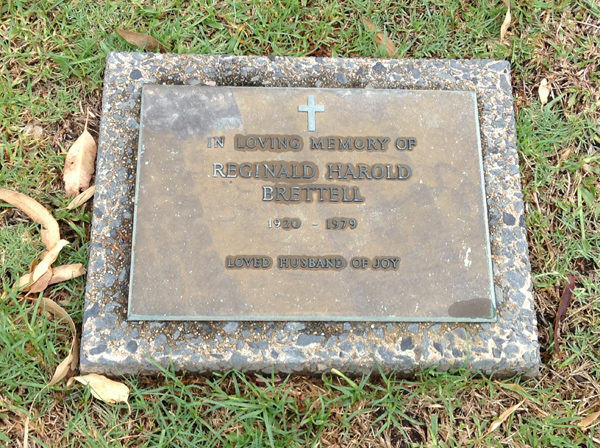 IN LOVING MEMORY OF
REGINALD HAROLD
BRETTELL
1920 - 1979
LOVED HUSBAND OF JOY